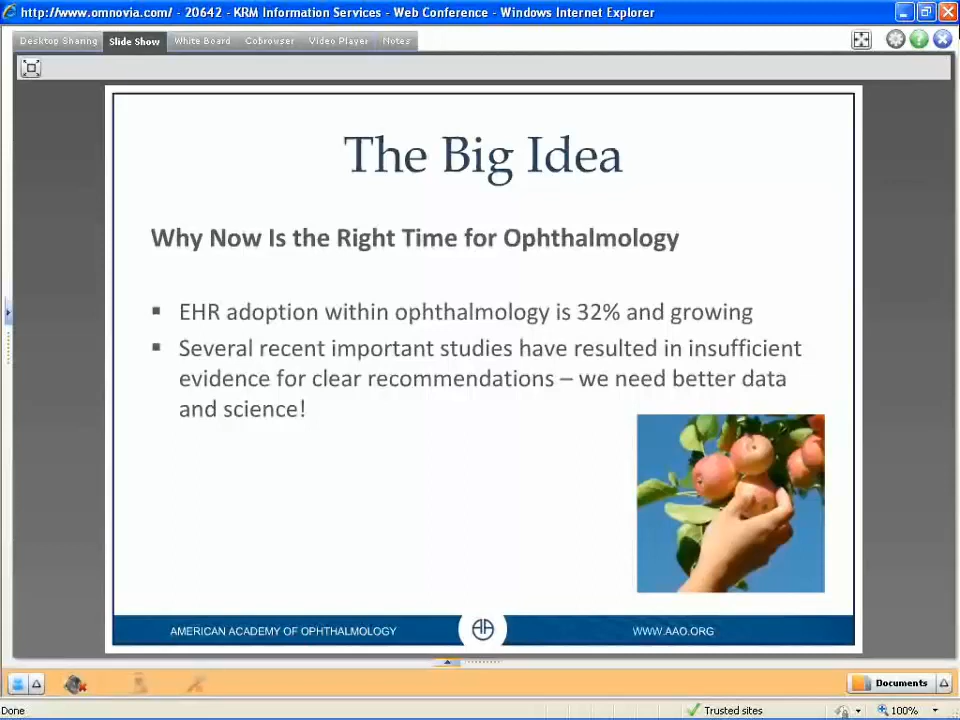 http://www.omnovia.com/ - 20642 - KRM Information Services - Web Conference - Windows Internet Explorer
Desktop Sharing Slide Show White Board Cobrowser Video Player Notes
The Big Idea
Why Now Is the Right Time for Ophthalmology
▪ EHR adoption within ophthalmology is 32% and growing
▪ Several recent important studies have resulted in insufficient
evidence for clear recommendations – we need better data
and science!
AMERICAN ACADEMY OF OPHTHALMOLOGY WWW.AAO.ORG
Documents
Done Trusted sites 100%